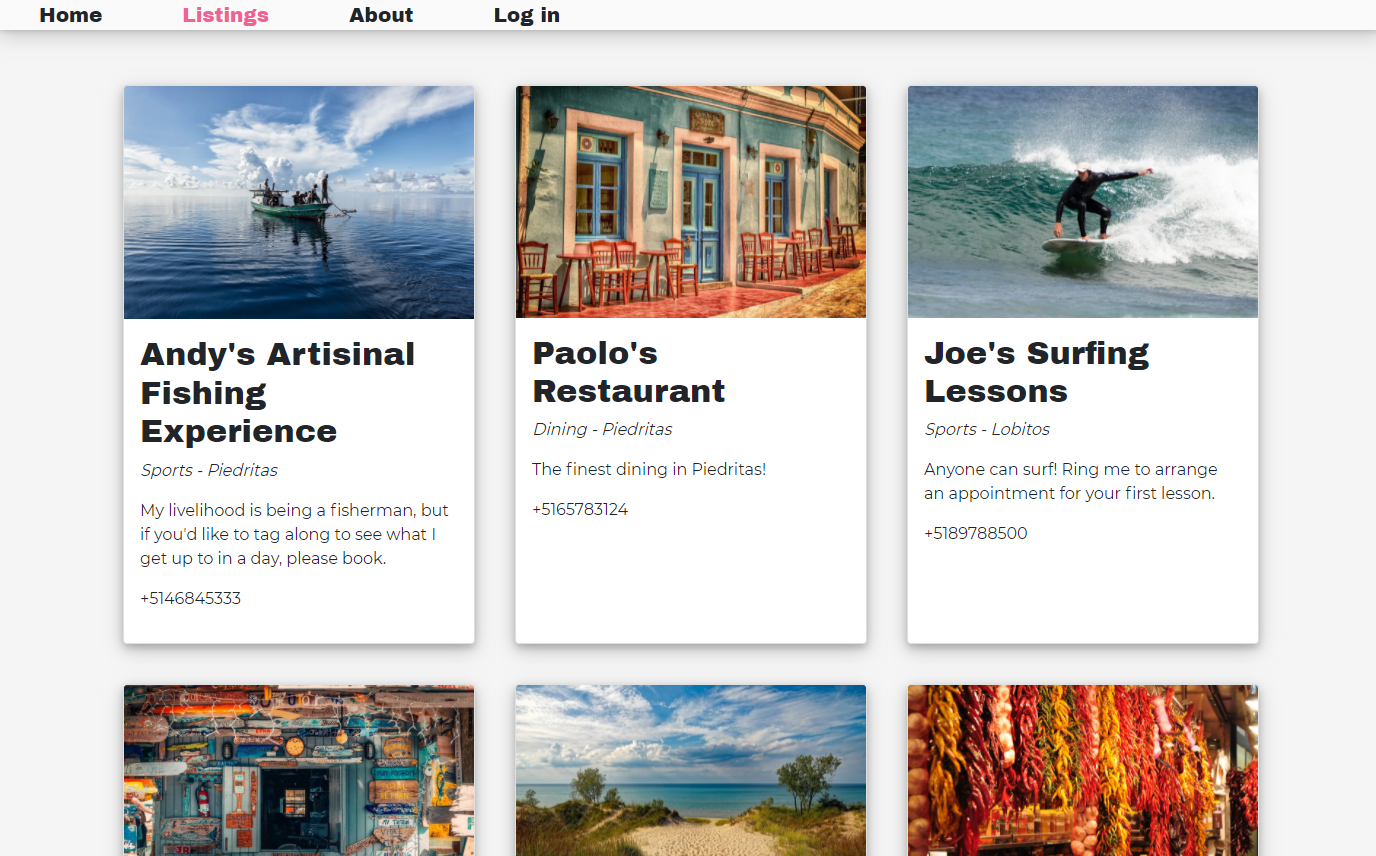 Home Listings About Log in
Andy's Artisinal
Fishing
Experience
Sports - Piedritas
My livelihood is being a fisherman, but
if you'd like to tag along to see what I
get up to in a day, please book.
+5146845333
Paolo's
Restaurant
Dining - Piedritas
The finest dining in Piedritas!
+5165783124
Joe's Surfing
Lessons
Sports - Lobitos
Anyone can surf! Ring me to arrange
an appointment for your first lesson.
+5189788500